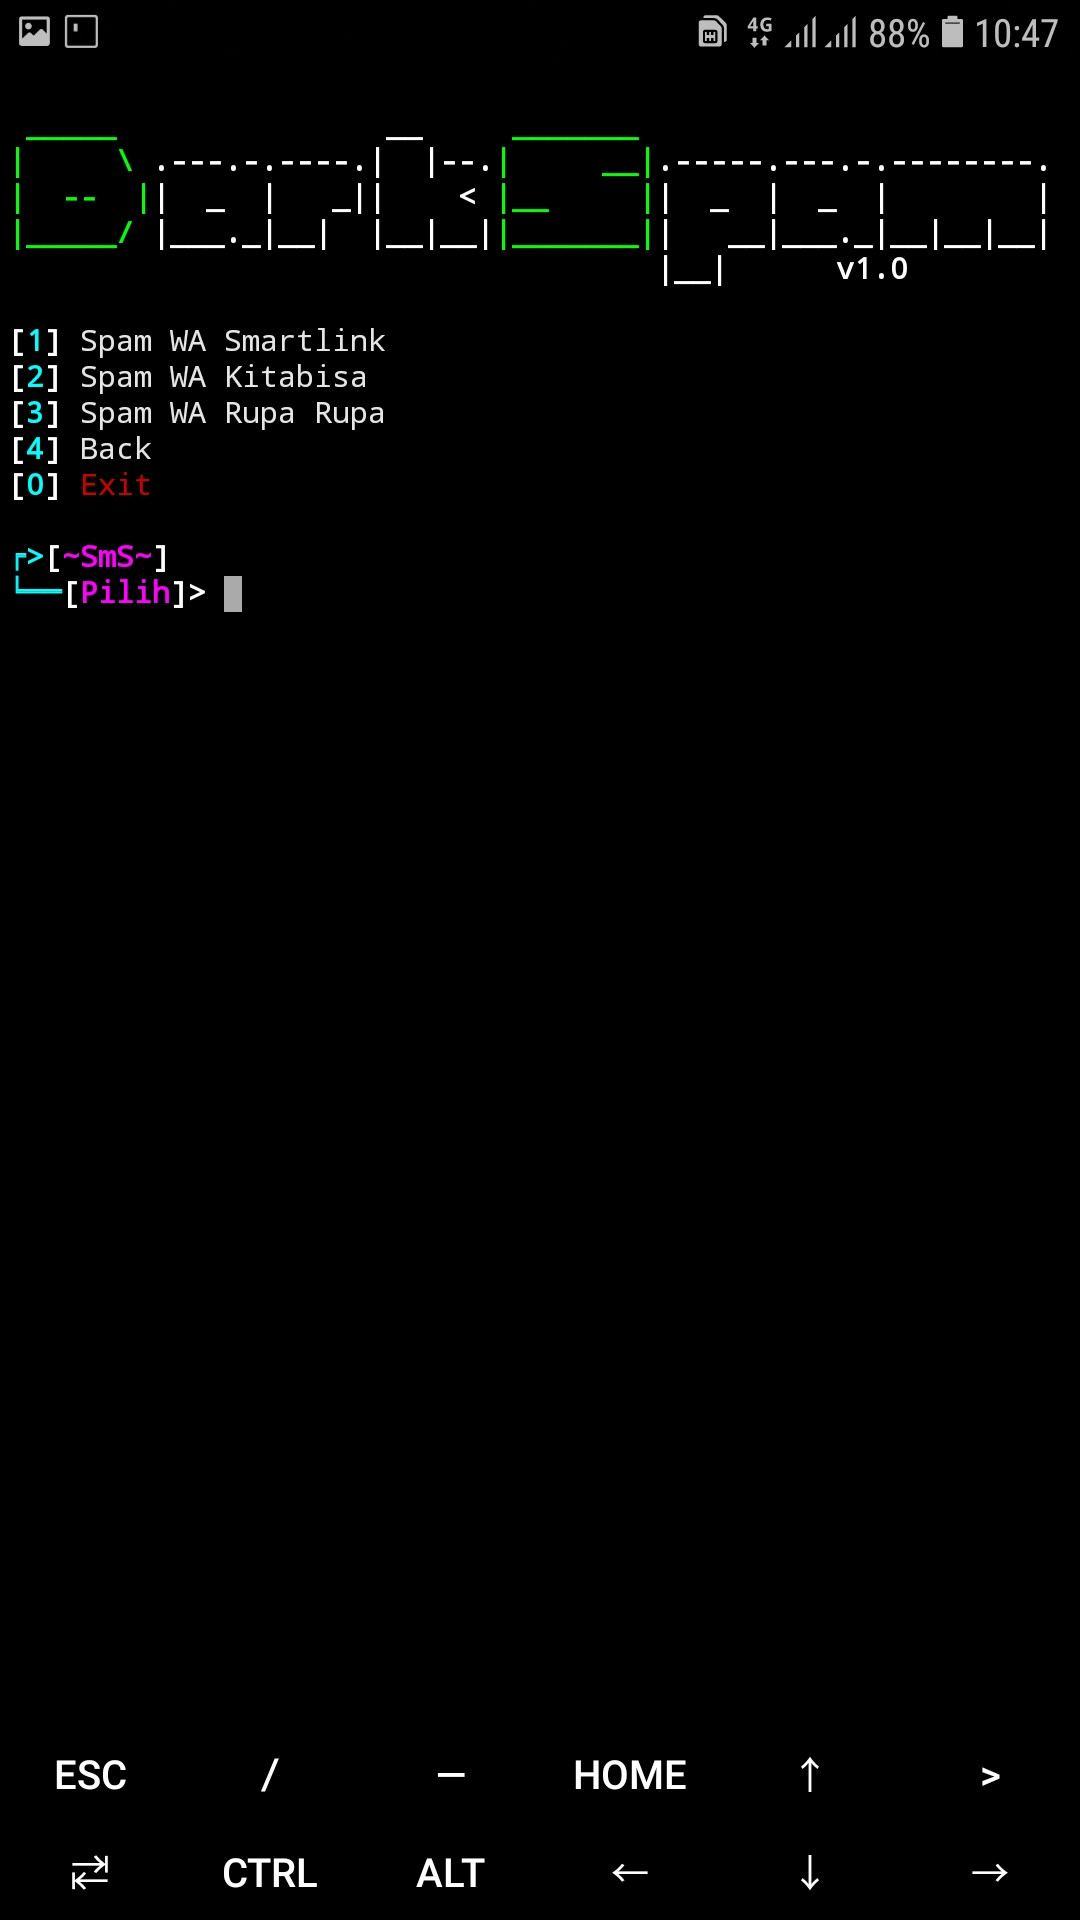 4G 88% 10:47
DarkSpam
v1.0
[1] Spam WA Smartlink
[2] Spam WA Kitabisa
[3] Spam WA Rupa Rupa
[4] Back
[0] Exit
┌>[~SmS~]
╘══[Pilih]> 
ESC / — HOME ↑ >
⇄ CTRL ALT ← ↓ →